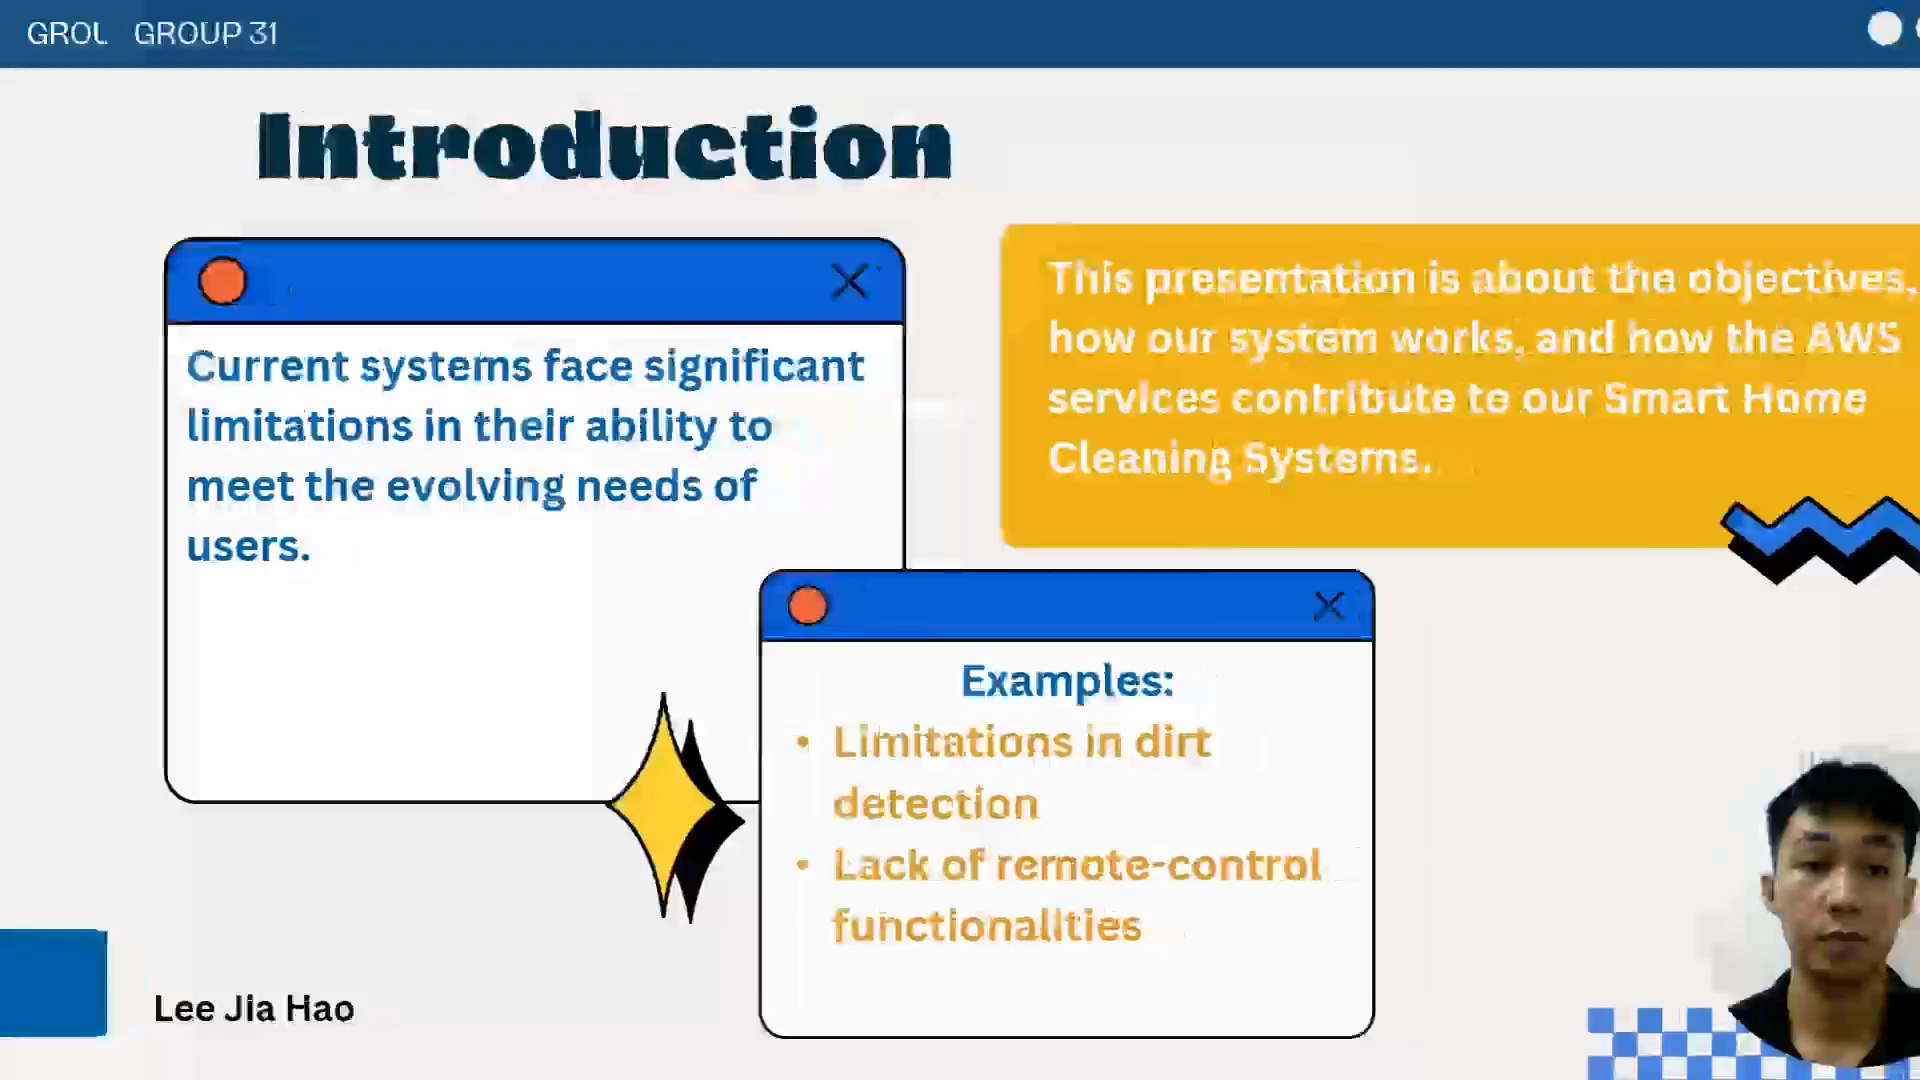 GROU GROUP 31
Introduction
Current systems face significant
limitations in their ability to
meet the evolving needs of
users.
This presentation is about the objectives,
how our system works, and how the AWS
services contribute to our Smart Home
Cleaning Systems.
Examples:
• Limitations in dirt
detection
• Lack of remote-control
functionalities
Lee Jia Hao